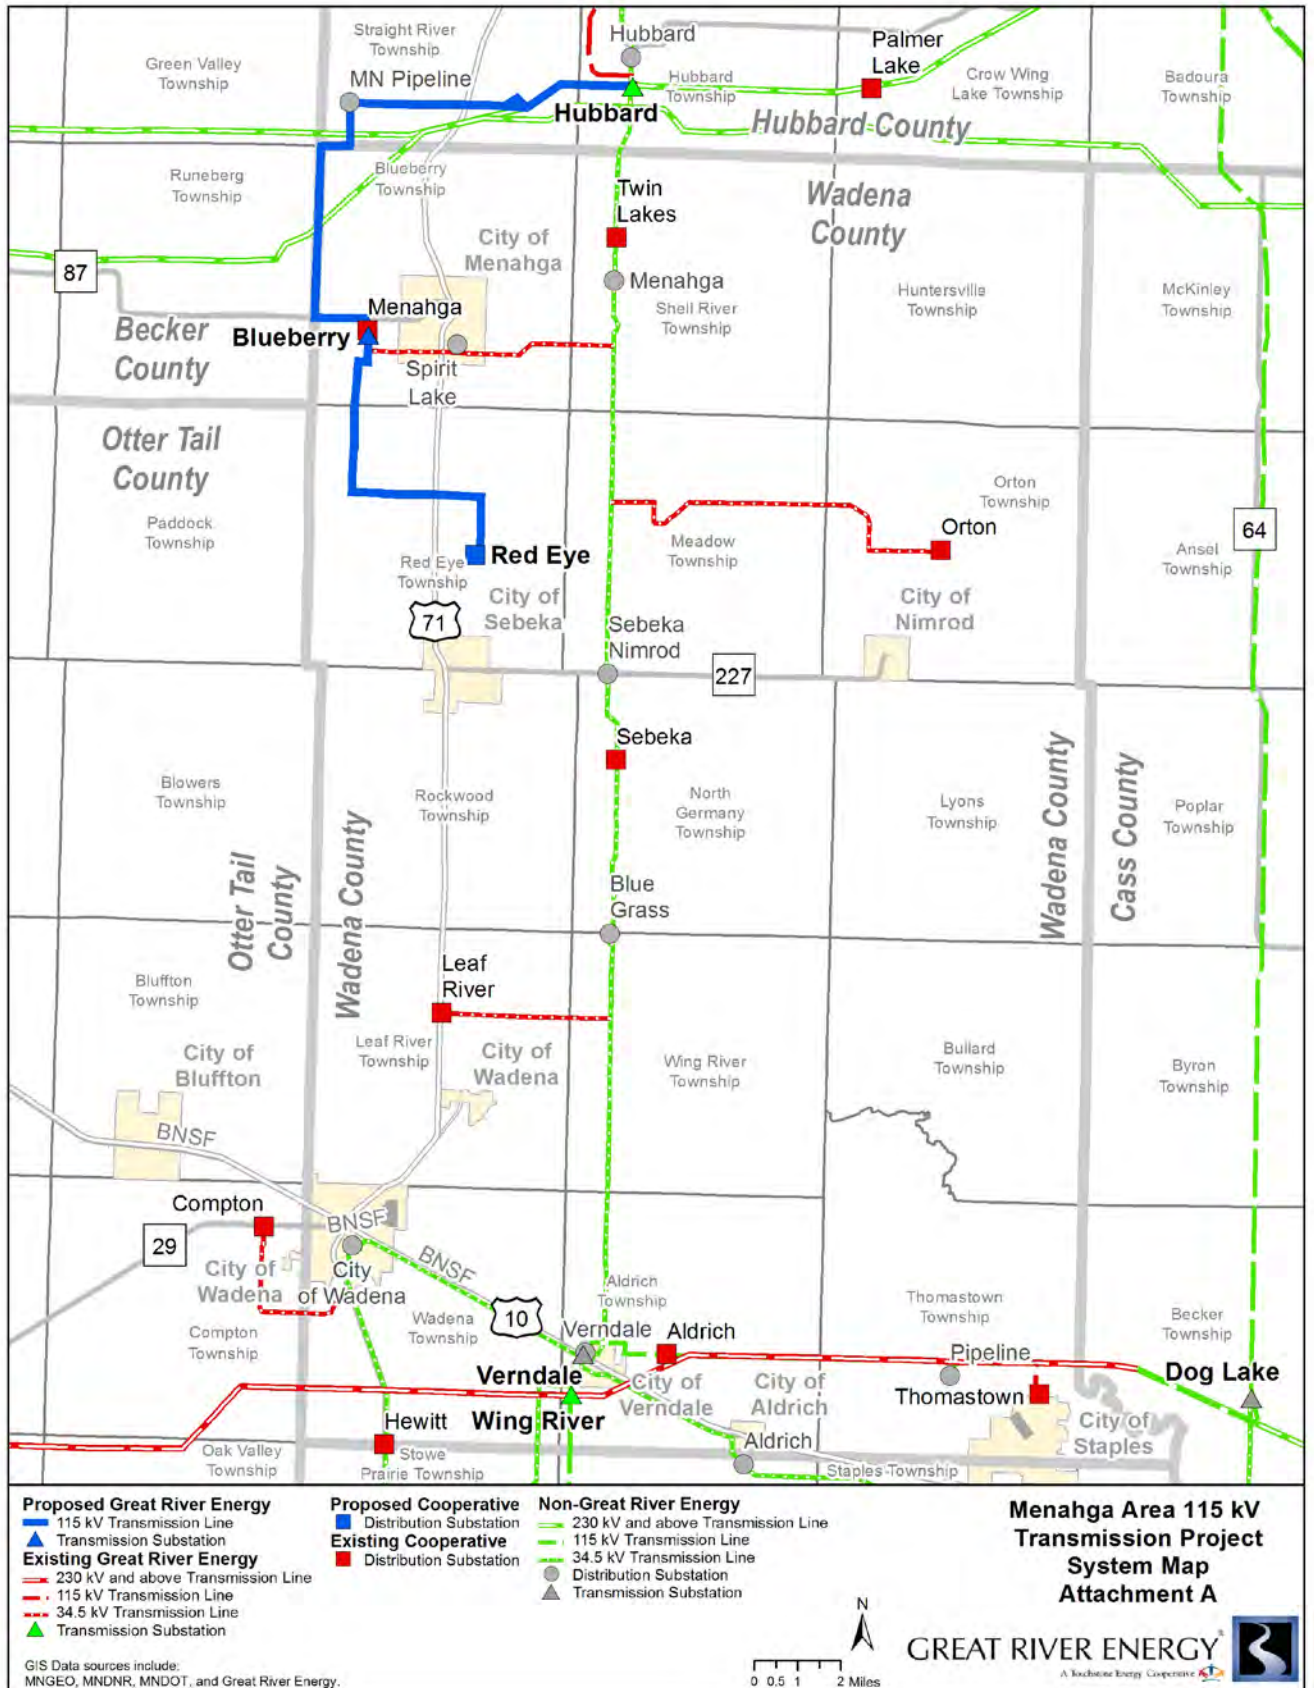 Straight River
Township
Hubbard
Palmer
Lake
Green Valley
Township
MN Pipeline
Hubbard
Township
Crow Wing
Lake Township
Badoura
Township
Hubbard
Hubbard County
Runeberg
Township
Blueberry
Township
Twin
Lakes
Wadena
County
City of
Menahga
87
Menahga
Shell River
Township
Huntersville
Township
McKinley
Township
Becker
County
Menahga
Blueberry
Spirit
Lake
Otter Tail
County
Paddock
Township
Orton
Township
Orton
64
Meadow
Township
Ansel
Township
Red Eye
Red Eye
Township
City of
Sebeka
City of
Nimrod
71
Sebeka
Nimrod
227
Sebeka
Blowers
Township
Rockwood
Township
North
Germany
Township
Lyons
Township
Poplar
Township
Otter Tail
County
Wadena County
Wadena County
Cass County
Blue
Grass
Leaf
River
Bluffton
Township
Leaf River
Township
City of
Bluffton
City of
Wadena
Wing River
Township
Bullard
Township
Byron
Township
BNSF
Compton
BNSF
29
BNSF
City of
Wadena
City
of Wadena
Aldrich
Township
Thomastown
Township
Becker
Township
Compton
Township
Wadena
Township
10
Verndale
Aldrich
Pipeline
Dog Lake
Verndale
City of
Verndale
City of
Aldrich
Thomastown
Wing River
Hewitt
City of
Staples
Aldrich
Oak Valley
Township
Stowe
Prairie Township
Staples Township
Proposed Great River Energy
115 kV Transmission Line
Transmission Substation
Existing Great River Energy
230 kV and above Transmission Line
115 kV Transmission Line
34.5 kV Transmission Line
Transmission Substation
Proposed Cooperative
Distribution Substation
Existing Cooperative
Distribution Substation
Non-Great River Energy
230 kV and above Transmission Line
115 kV Transmission Line
34.5 kV Transmission Line
Distribution Substation
Transmission Substation
Menahga Area 115 kV
Transmission Project
System Map
Attachment A
N
0 0.5 1 2 Miles
GREAT RIVER ENERGY®
A Touchstone Energy Cooperative
GIS Data sources include:
MNGEO, MNDNR, MNDOT, and Great River Energy.